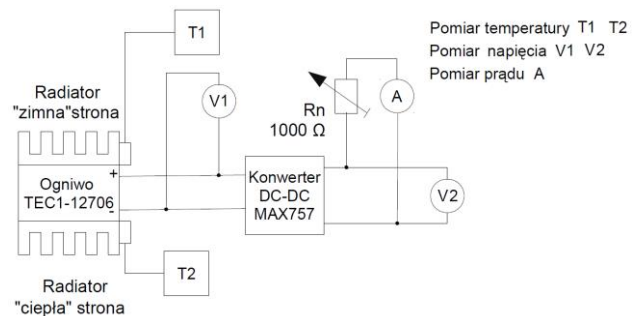 T1
Pomiar temperatury T1 T2
Pomiar napięcia V1 V2
Pomiar prądu A
Radiator
"zimna"strona
V1
A
Rn
1000 Ω
+
Ogniwo
TEC1-12706
-
Konwerter
DC-DC
MAX757
V2
T2
Radiator
"ciepła" strona